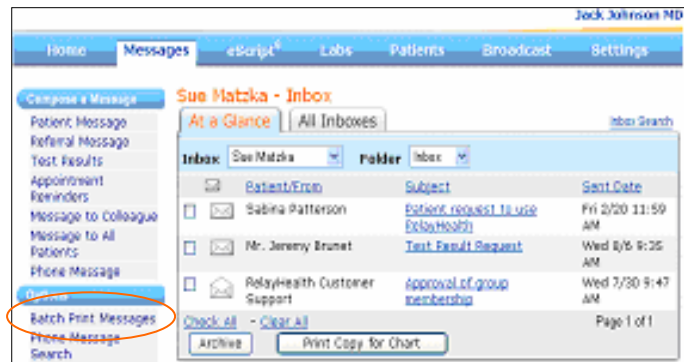 Jack Johnson MD
Home Messages eScript Labs Patients Broadcast Settings
Compose a Message
Patient Message
Referral Message
Test Results
Appointment
Reminders
Message to Colleague
Message to All
Patients
Phone Message
Options
Batch Print Messages
Phone Message
Search
Sue Matzka - Inbox
At a Glance All Inboxes
Inbox Search
Inbox Sue Matzka Folder Inbox
Patient/From Subject Sent Date
Sabina Patterson Patient request to use Fri 2/20 11:59
RelayHealth AM
Mr. Jeremy Brunet Test Result Request Wed 8/6 9:35
AM
RelayHealth Customer Approval of group Wed 7/30 9:47
Support membership AM
Check All - Clear All Page 1 of 1
Archive Print Copy for Chart